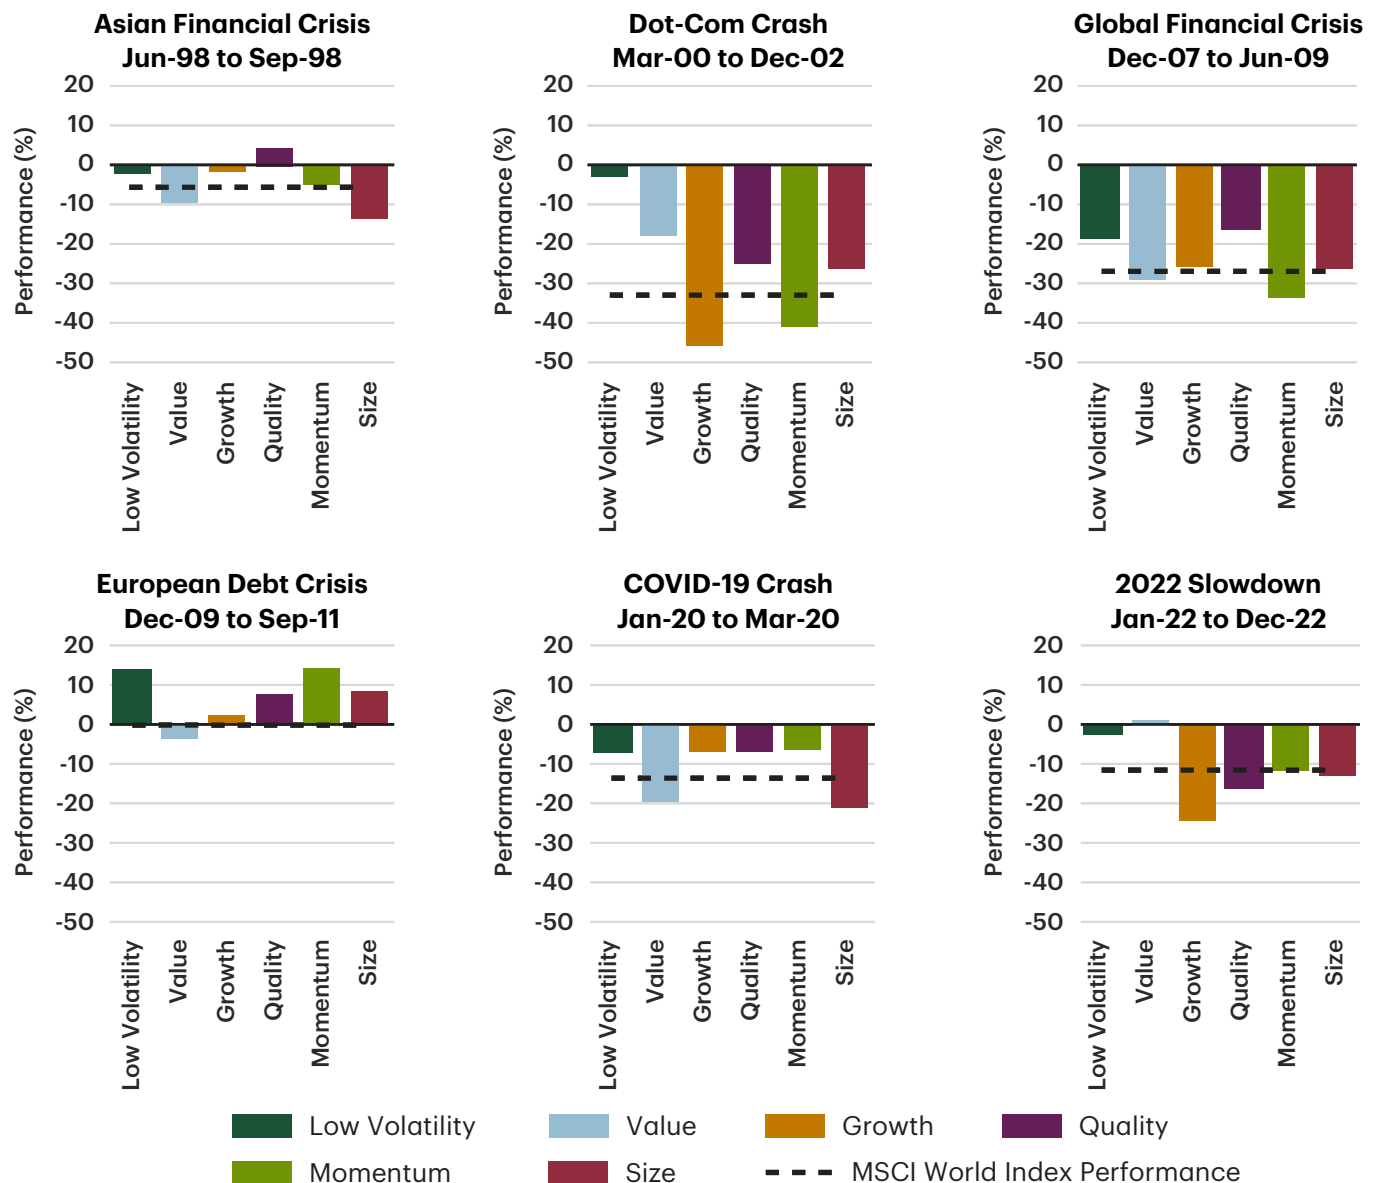 Asian Financial Crisis
Jun-98 to Sep-98
20
10
0
-10
-20
-30
-40
-50
Performance (%)
Low Volatility
Value
Growth
Quality
Momentum
Size
Dot-Com Crash
Mar-00 to Dec-02
20
10
0
-10
-20
-30
-40
-50
Performance (%)
Low Volatility
Value
Growth
Quality
Momentum
Size
Global Financial Crisis
Dec-07 to Jun-09
20
10
0
-10
-20
-30
-40
-50
Performance (%)
Low Volatility
Value
Growth
Quality
Momentum
Size
European Debt Crisis
Dec-09 to Sep-11
20
10
0
-10
-20
-30
-40
-50
Performance (%)
Low Volatility
Value
Growth
Quality
Momentum
Size
COVID-19 Crash
Jan-20 to Mar-20
20
10
0
-10
-20
-30
-40
-50
Performance (%)
Low Volatility
Value
Growth
Quality
Momentum
Size
2022 Slowdown
Jan-22 to Dec-22
20
10
0
-10
-20
-30
-40
-50
Performance (%)
Low Volatility
Value
Growth
Quality
Momentum
Size
Low Volatility
Value
Growth
Quality
Momentum
Size
MSCI World Index Performance